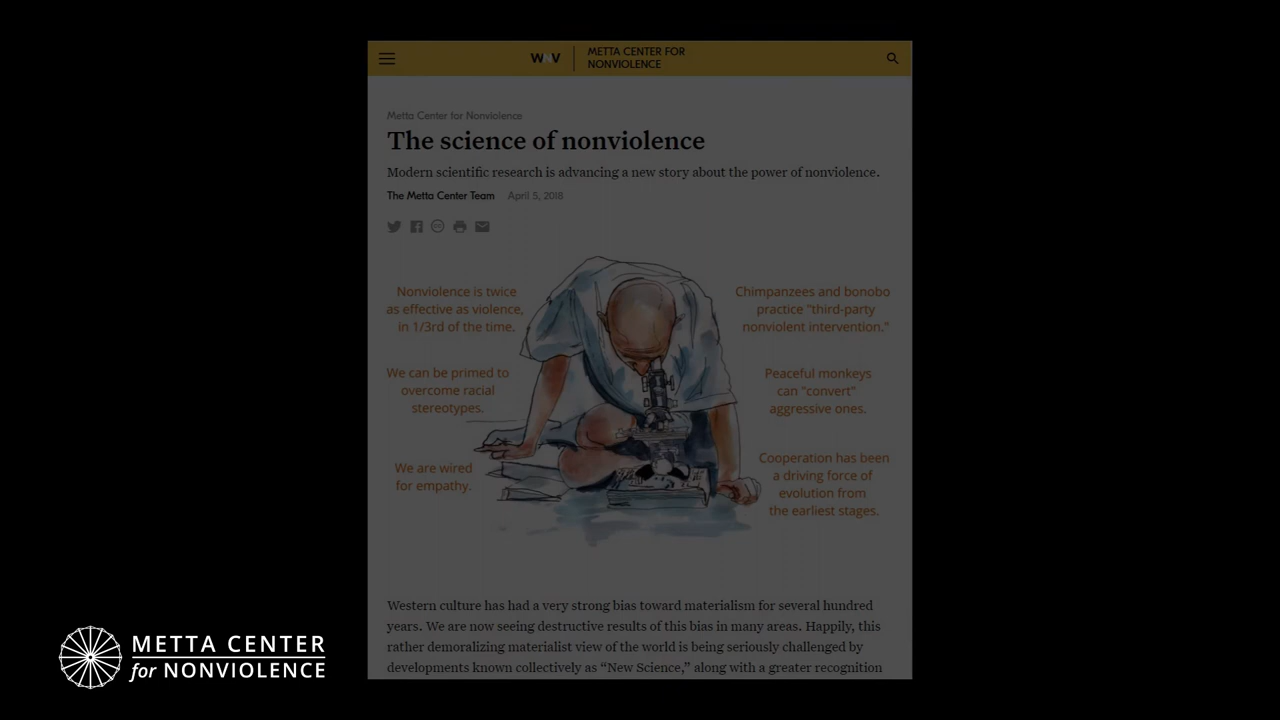 WNV
METTA CENTER FOR
NONVIOLENCE
Metta Center for Nonviolence
The science of nonviolence
Modern scientific research is advancing a new story about the power of nonviolence.
The Metta Center Team April 5, 2018
Nonviolence is twice
as effective as violence,
in 1/3rd of the time.
We can be primed to
overcome racial
stereotypes.
We are wired
for empathy.
Chimpanzees and bonobo
practice "third-party
nonviolent intervention."
Peaceful monkeys
can "convert"
aggressive ones.
Cooperation has been
a driving force of
evolution from
the earliest stages.
Western culture has had a very strong bias toward materialism for several hundred
years. We are now seeing destructive results of this bias in many areas. Happily, this
rather demoralizing materialist view of the world is being seriously challenged by
developments known collectively as “New Science,” along with a greater recognition
METTA CENTER
for NONVIOLENCE